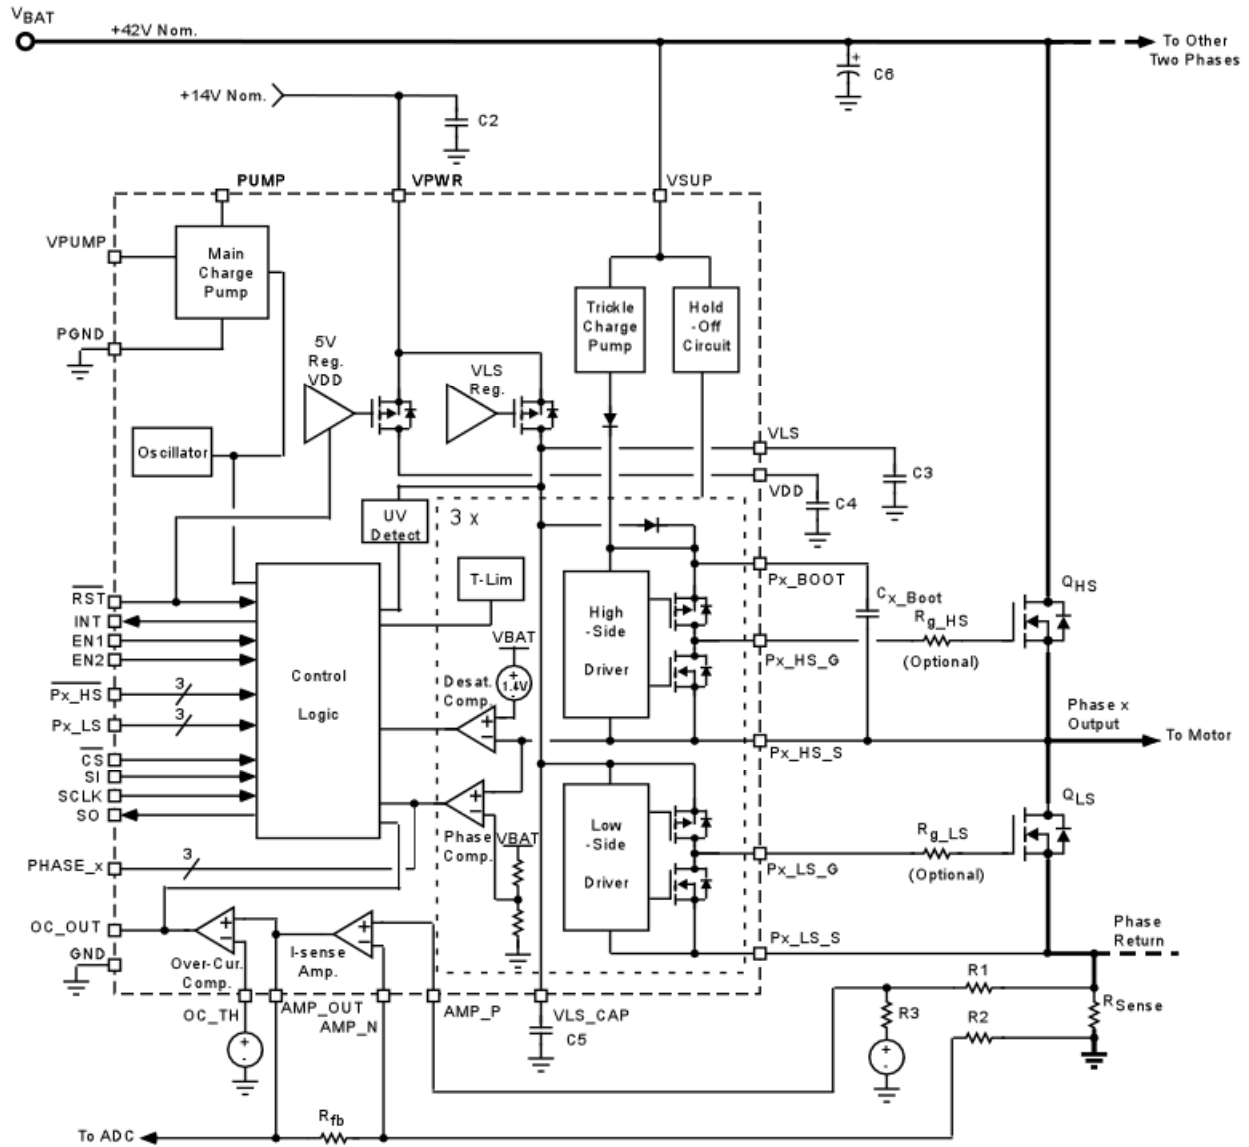 VBAT
+42V Nom.
To Other
Two Phases
C6
+14V Nom.
C2
PUMP
VPWR
VSUP
VPUMP
Main
Charge
Pump
PGND
Trickle
Charge
Pump
Hold
-Off
Circuit
5V
Reg.
VDD
VLS
Reg.
Oscillator
VLS
C3
VDD
C4
UV
Detect
3 x
T-Lim
Px_BOOT
Cx_Boot
QHS
RST
INT
EN1
EN2
High
-Side
Driver
Rg_HS
(Optional)
Px_HS_G
VBAT
+
1.4V
-
Control
Logic
Px_HS
3
Px_LS
3
Desat.
Comp.
+
−
Phase x
Output
To Motor
Px_HS_S
CS
SI
SCLK
SO
+
−
Phase
Comp.
VBAT
QLS
Low
-Side
Driver
Rg_LS
(Optional)
Px_LS_G
PHASE_x
3
OC_OUT
+
−
Over-Cur.
Comp.
+
−
I-sense
Amp.
Px_LS_S
Phase
Return
GND
OC_TH
AMP_OUT
AMP_N
AMP_P
VLS_CAP
C5
R1
RSense
R2
R3
+
-
+
-
Rfb
To ADC